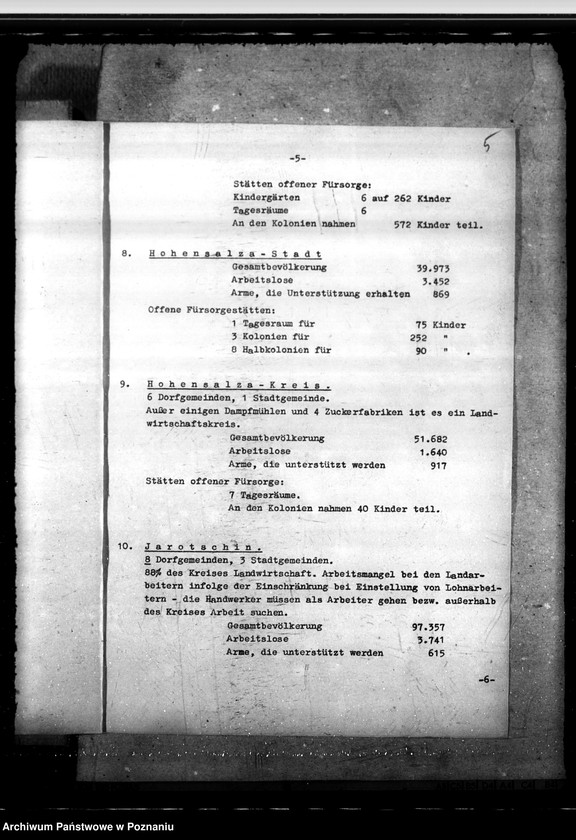 5
-5-
Stätten offener Fürsorge:
Kindergärten 6 auf 262 Kinder
Tagesräume 6
An den Kolonien nahmen 572 Kinder teil.
8. Hohensalza-Stadt
Gesamtbevölkerung 39.973
Arbeitslose 3.452
Arme, die Unterstützung erhalten 869
Offene Fürsorgestätten:
1 Tagesraum für 75 Kinder
3 Kolonien für 252 "
8 Halbkolonien für 90 " .
9. Hohensalza-Kreis.
6 Dorfgemeinden, 1 Stadtgemeinde.
Außer einigen Dampfmühlen und 4 Zuckerfabriken ist es ein Land-
wirtschaftskreis.
Gesamtbevölkerung 51.682
Arbeitslose 1.640
Arme, die unterstützt werden 917
Stätten offener Fürsorge:
7 Tagesräume.
An den Kolonien nahmen 40 Kinder teil.
10. Jarotschin.
8 Dorfgemeinden, 3 Stadtgemeinden.
88% des Kreises Landwirtschaft. Arbeitsmangel bei den Landar-
beitern infolge der Einschränkung bei Einstellung von Lohnarbei-
tern - die Handwerker müssen als Arbeiter gehen bezw. außerhalb
des Kreises Arbeit suchen.
Gesamtbevölkerung 97.357
Arbeitslose 3.741
Arme, die unterstützt werden 615
-6-
Archiwum Państwowe w Poznaniu